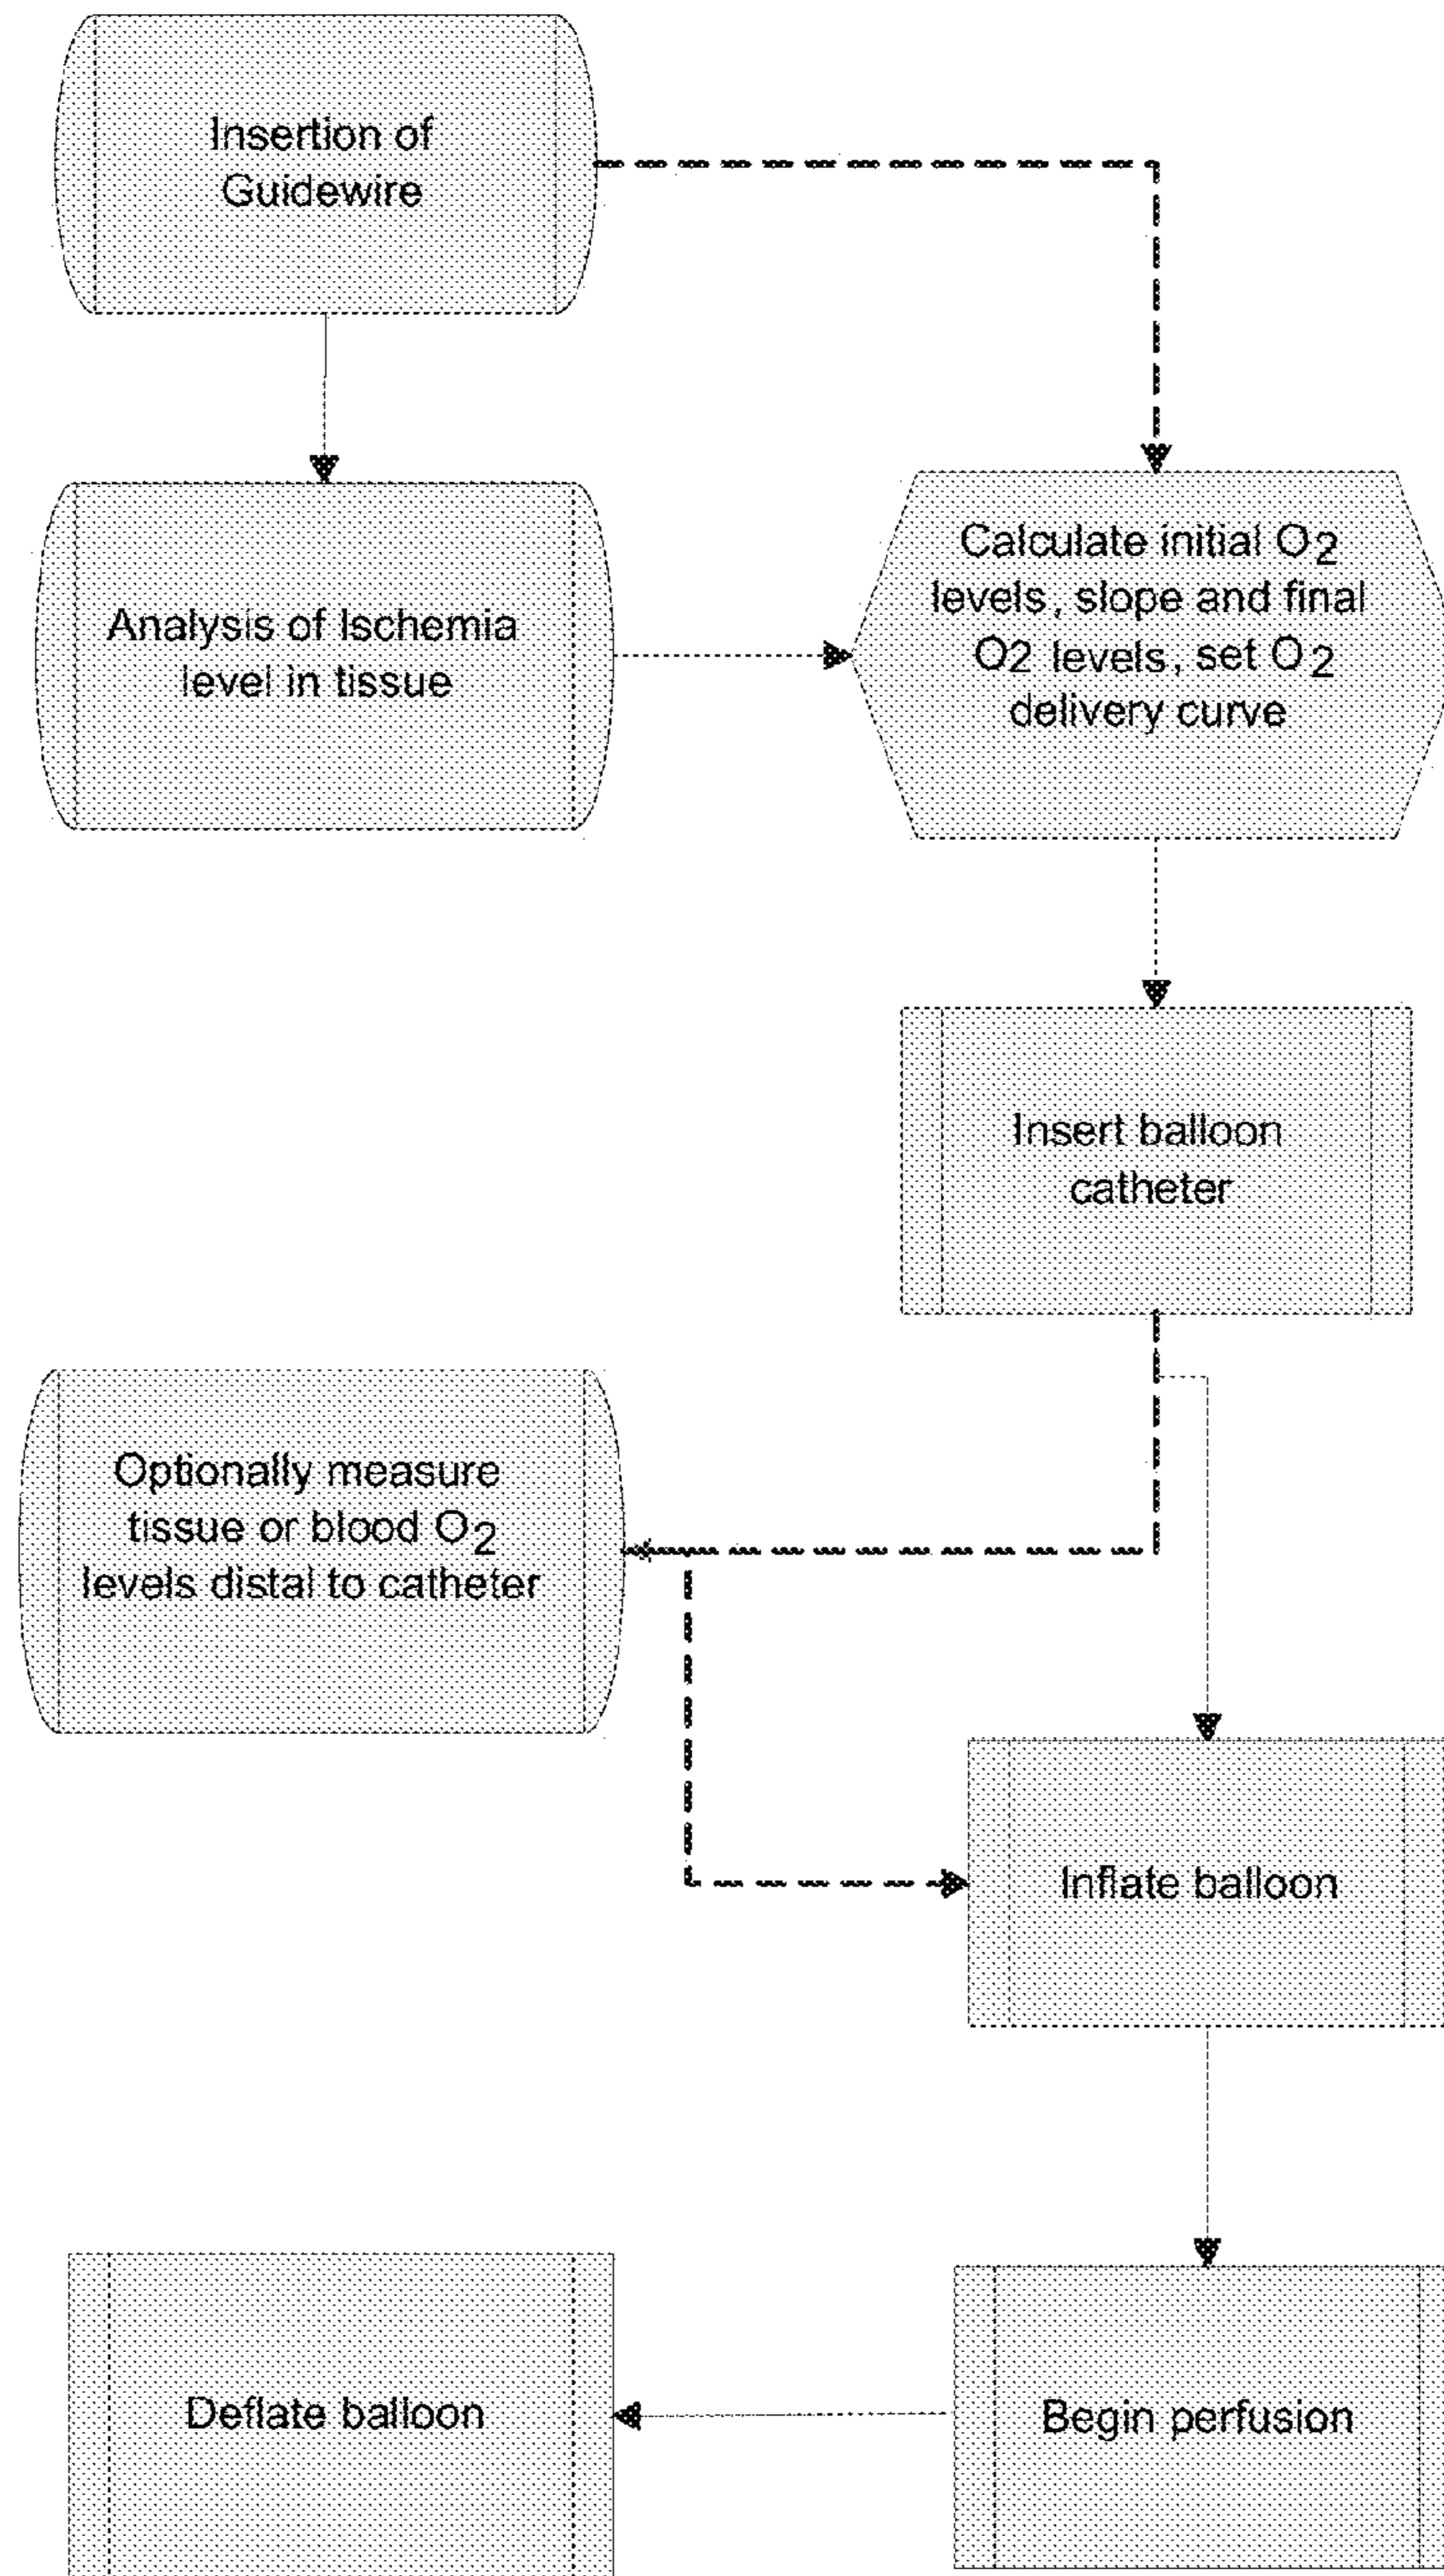 Insertion of
Guidewire
Analysis of Ischemia
level in tissue
Calculate initial O2
levels, slope and final
O2 levels, set O2
delivery curve
Insert balloon
catheter
Optionally measure
tissue or blood O2
levels distal to catheter
Inflate balloon
Begin perfusion
Deflate balloon